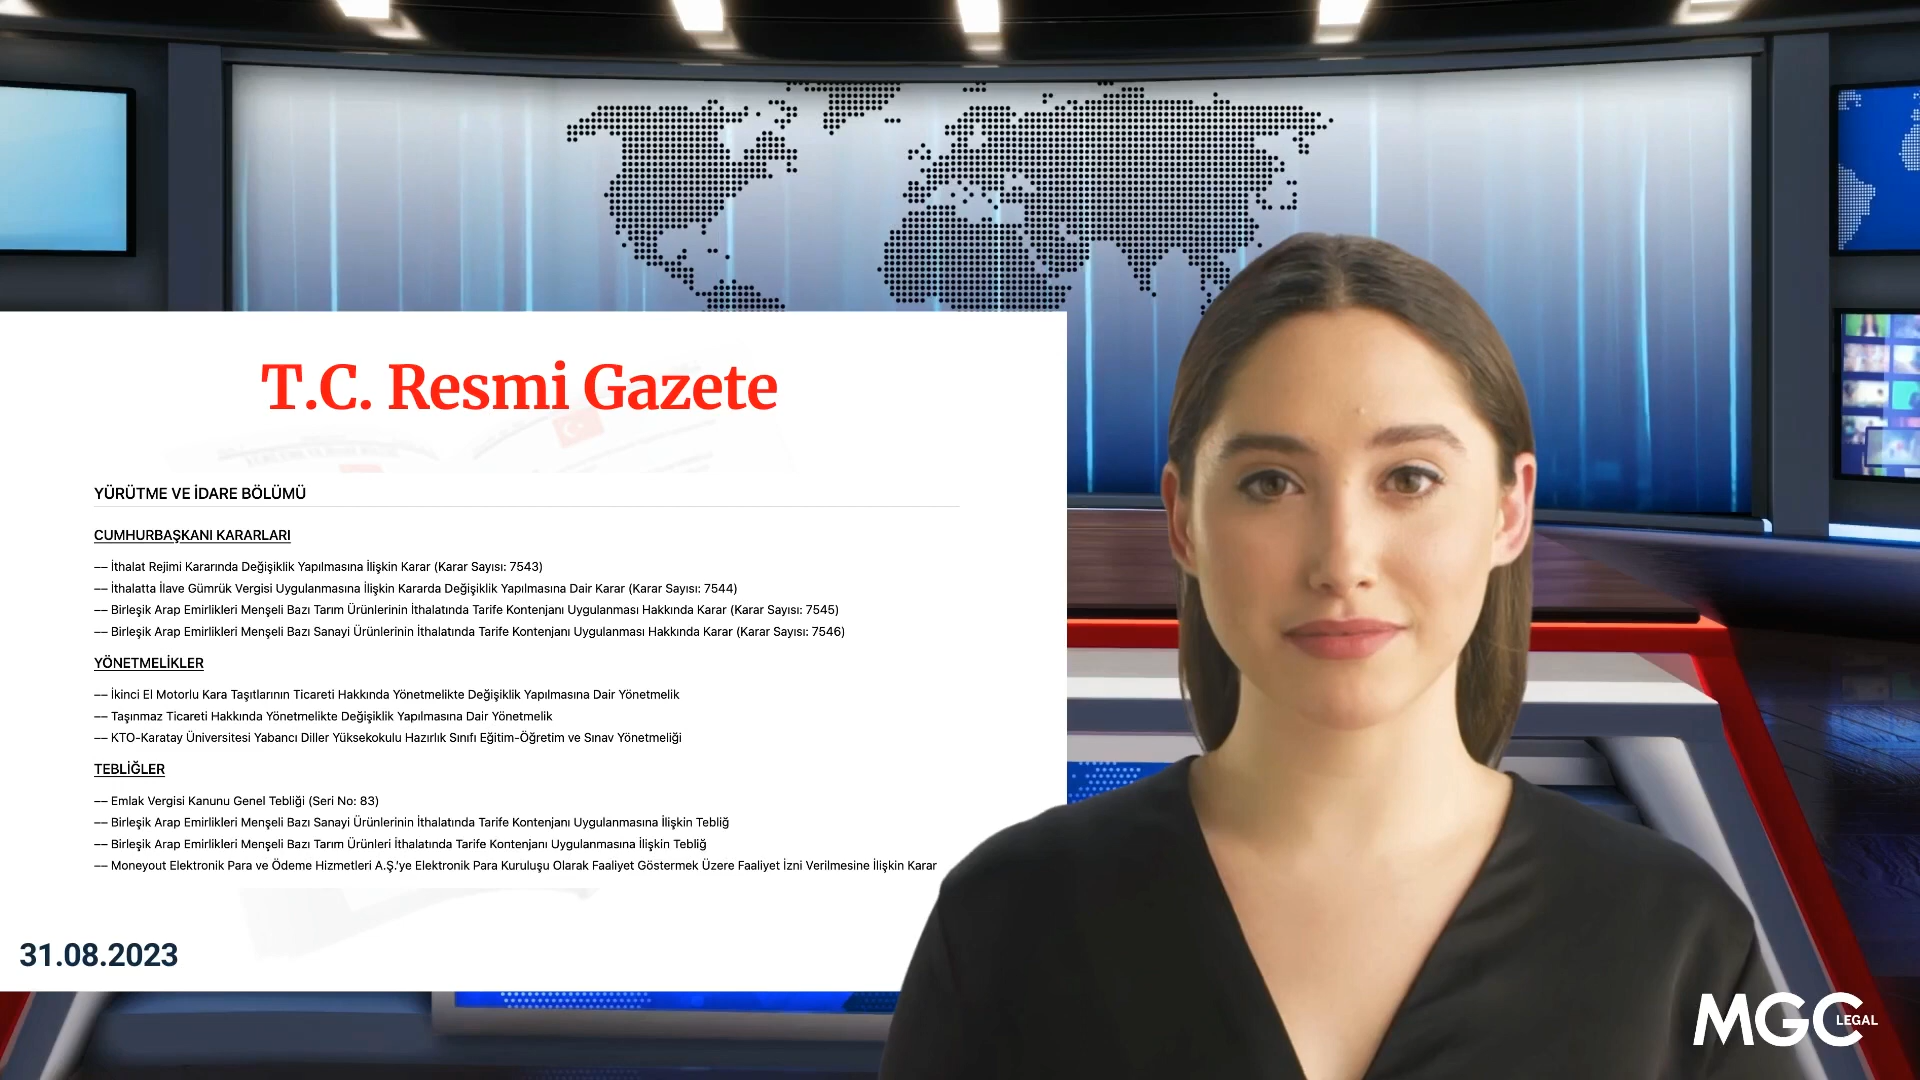 T.C. Resmi Gazete
YÜRÜTME VE İDARE BÖLÜMÜ
CUMHURBAŞKANI KARARLARI
–– İthalat Rejimi Kararında Değişiklik Yapılmasına İlişkin Karar (Karar Sayısı: 7543)
–– İthalatta İlave Gümrük Vergisi Uygulanmasına İlişkin Kararda Değişiklik Yapılmasına Dair Karar (Karar Sayısı: 7544)
–– Birleşik Arap Emirlikleri Menşeli Bazı Tarım Ürünlerinin İthalatında Tarife Kontenjanı Uygulanması Hakkında Karar (Karar Sayısı: 7545)
–– Birleşik Arap Emirlikleri Menşeli Bazı Sanayi Ürünlerinin İthalatında Tarife Kontenjanı Uygulanması Hakkında Karar (Karar Sayısı: 7546)
YÖNETMELİKLER
–– İkinci El Motorlu Kara Taşıtlarının Ticareti Hakkında Yönetmelikte Değişiklik Yapılmasına Dair Yönetmelik
–– Taşınmaz Ticareti Hakkında Yönetmelikte Değişiklik Yapılmasına Dair Yönetmelik
–– KTO-Karatay Üniversitesi Yabancı Diller Yüksekokulu Hazırlık Sınıfı Eğitim-Öğretim ve Sınav Yönetmeliği
TEBLİĞLER
–– Emlak Vergisi Kanunu Genel Tebliği (Seri No: 83)
–– Birleşik Arap Emirlikleri Menşeli Bazı Sanayi Ürünlerinin İthalatında Tarife Kontenjanı Uygulanmasına İlişkin Tebliğ
–– Birleşik Arap Emirlikleri Menşeli Bazı Tarım Ürünleri İthalatında Tarife Kontenjanı Uygulanmasına İlişkin Tebliğ
–– Moneyout Elektronik Para ve Ödeme Hizmetleri A.Ş.'ye Elektronik Para Kuruluşu Olarak Faaliyet Göstermek Üzere Faaliyet İzni Verilmesine İlişkin Karar
31.08.2023
MGC LEGAL